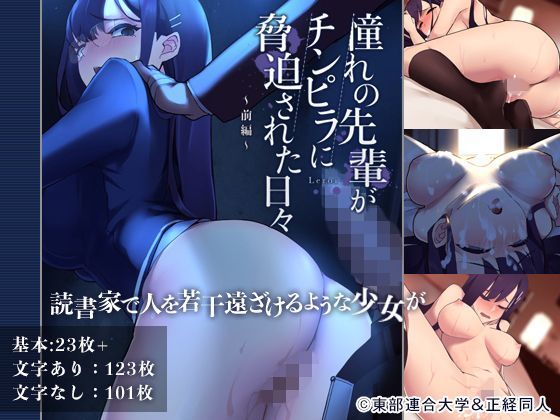 憧れの先輩が
チンピラに
脅迫された日々
～前編～
読書家で人を若干遠ざけるような少女が
基本:23枚+
文字あり：123枚
文字なし：101枚
©東部連合大学＆正経同人